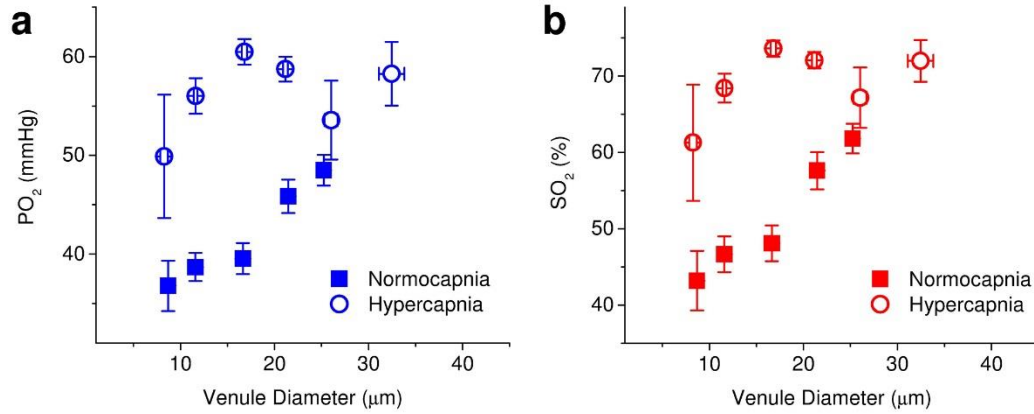 a
PO2 (mmHg)
60
50
40
Normocapnia
Hypercapnia
10
20
30
40
Venule Diameter (μm)
b
SO2 (%)
70
60
50
40
Normocapnia
Hypercapnia
10
20
30
40
Venule Diameter (μm)